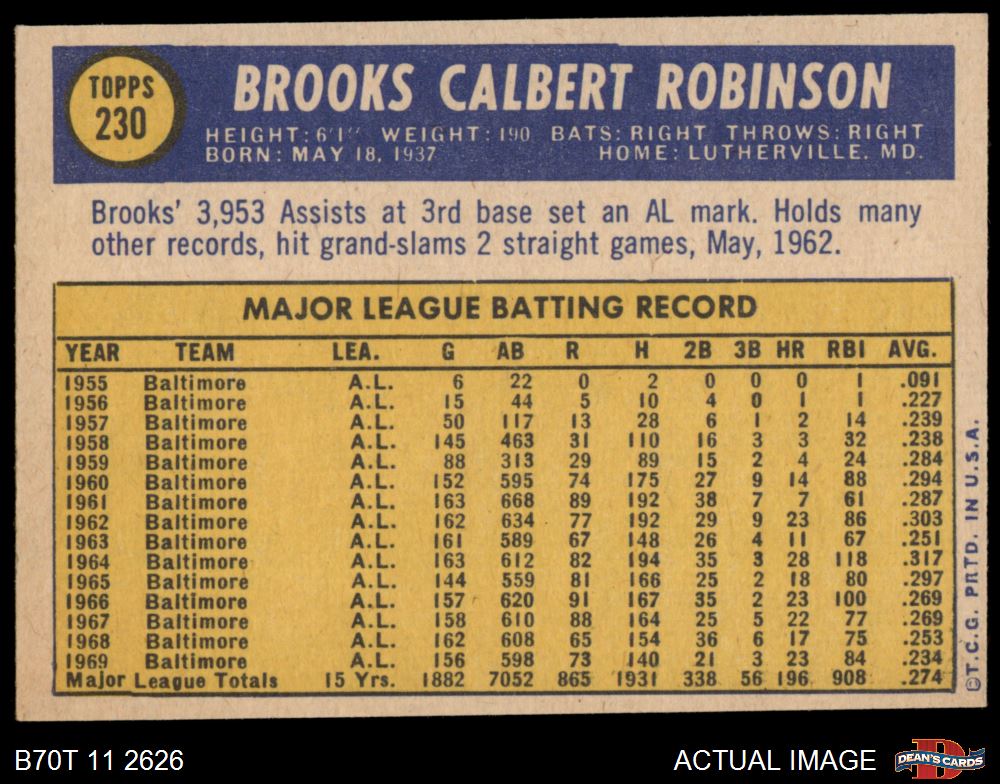 TOPPS
230
BROOKS CALBERT ROBINSON
HEIGHT: 6'1" WEIGHT: 190 BATS: RIGHT THROWS: RIGHT
BORN: MAY 18, 1937 HOME: LUTHERVILLE, MD.
Brooks' 3,953 Assists at 3rd base set an AL mark. Holds many
other records, hit grand-slams 2 straight games, May, 1962.
MAJOR LEAGUE BATTING RECORD
YEAR TEAM LEA. G AB R H 2B 3B HR RBI AVG.
1955 Baltimore A.L. 6 22 0 2 0 0 0 1 .091
1956 Baltimore A.L. 15 44 5 10 4 0 1 1 .227
1957 Baltimore A.L. 50 117 13 28 6 1 2 14 .239
1958 Baltimore A.L. 145 463 31 110 16 3 3 32 .238
1959 Baltimore A.L. 88 313 29 89 15 2 4 24 .284
1960 Baltimore A.L. 152 595 74 175 27 9 14 88 .294
1961 Baltimore A.L. 163 668 89 192 38 7 7 61 .287
1962 Baltimore A.L. 162 634 77 192 29 9 23 86 .303
1963 Baltimore A.L. 161 589 67 148 26 4 11 67 .251
1964 Baltimore A.L. 163 612 82 194 35 3 28 118 .317
1965 Baltimore A.L. 144 559 81 166 25 2 18 80 .297
1966 Baltimore A.L. 157 620 91 167 35 2 23 100 .269
1967 Baltimore A.L. 158 610 88 164 25 5 22 77 .269
1968 Baltimore A.L. 162 608 65 154 36 6 17 75 .253
1969 Baltimore A.L. 156 598 73 140 21 3 23 84 .234
Major League Totals 15 Yrs. 1882 7052 865 1931 338 56 196 908 .274
©T.C.G. PRTD. IN U.S.A.
B70T 11 2626
ACTUAL IMAGE
DEAN'S CARDS